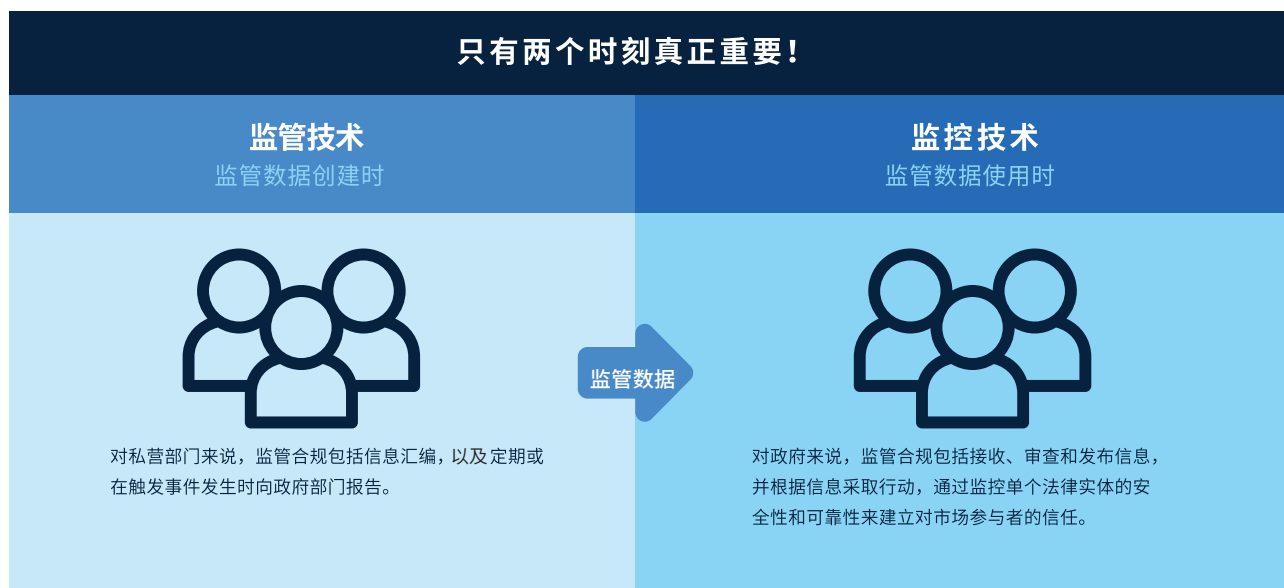 只有两个时刻真正重要！
监管技术
监管数据创建时
监控技术
监管数据使用时
监管数据
对私营部门来说，监管合规包括信息汇编，以及定期或
在触发事件发生时向政府部门报告。
对政府来说，监管合规包括接收、审查和发布信息，
并根据信息采取行动，通过监控单个法律实体的安
全性和可靠性来建立对市场参与者的信任。